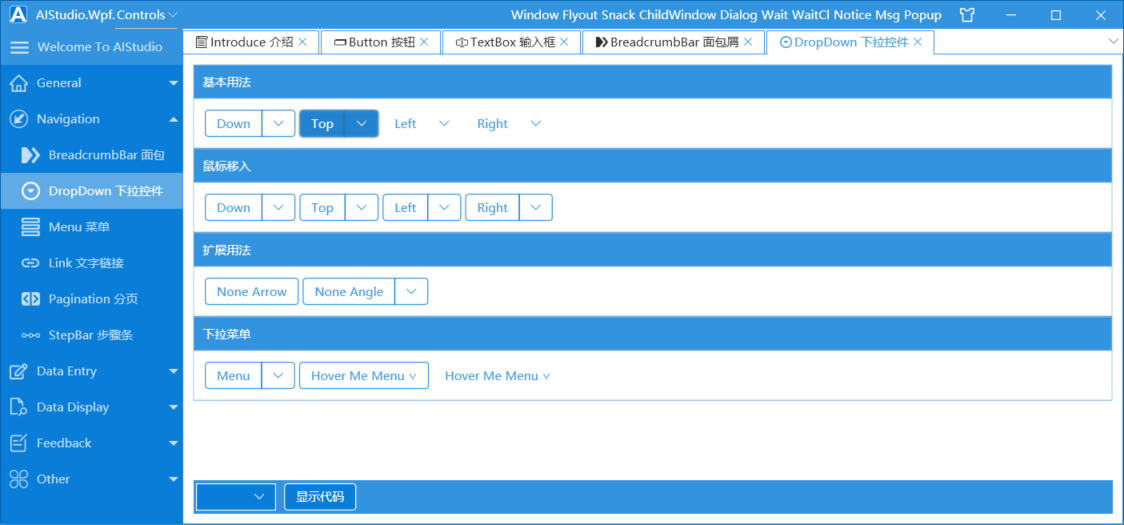 AIStudio.Wpf.Controls Window Flyout Snack ChildWindow Dialog Wait WaitCl Notice Msg Popup
Welcome To AIStudio
General
Navigation
BreadcrumbBar 面包
DropDown 下拉控件
Menu 菜单
Link 文字链接
Pagination 分页
StepBar 步骤条
Data Entry
Data Display
Feedback
Other
Introduce 介绍 Button 按钮 TextBox 输入框 BreadcrumbBar 面包屑 DropDown 下拉控件
基本用法
Down Top Left Right
鼠标移入
Down Top Left Right
扩展用法
None Arrow None Angle
下拉菜单
Menu Hover Me Menu Hover Me Menu
显示代码